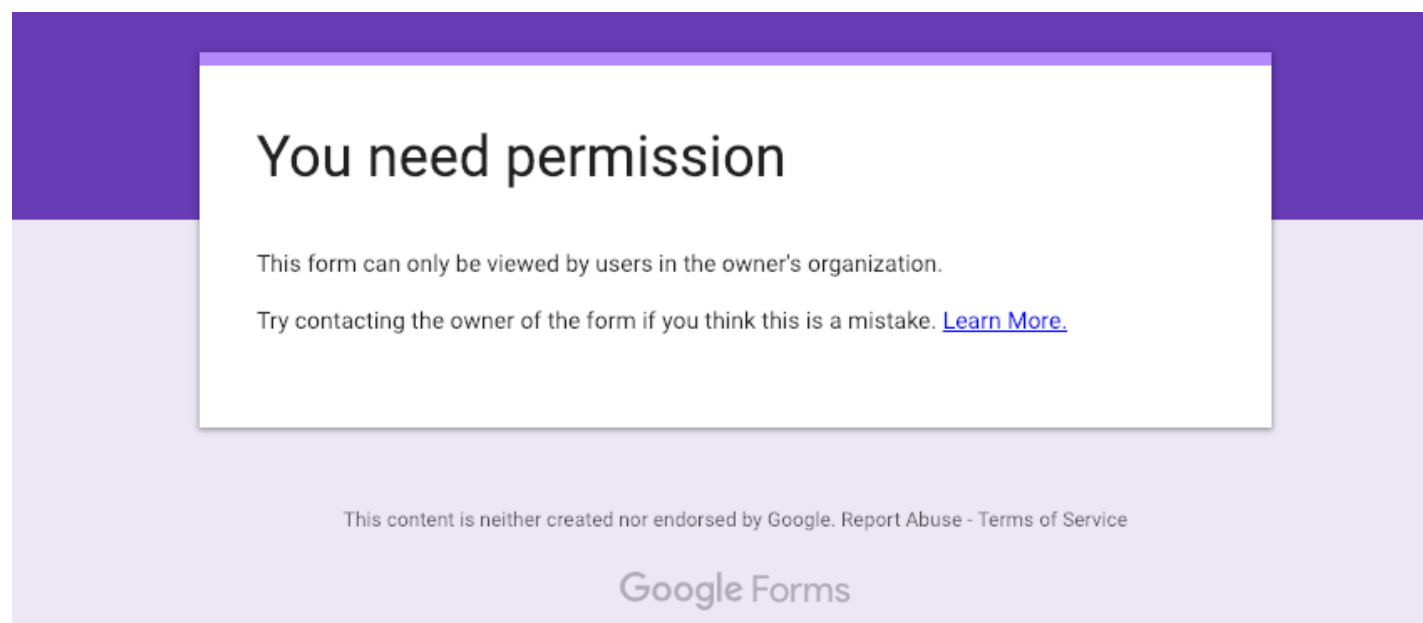 You need permission
This form can only be viewed by users in the owner's organization.
Try contacting the owner of the form if you think this is a mistake. Learn More.
This content is neither created nor endorsed by Google. Report Abuse - Terms of Service
Google Forms